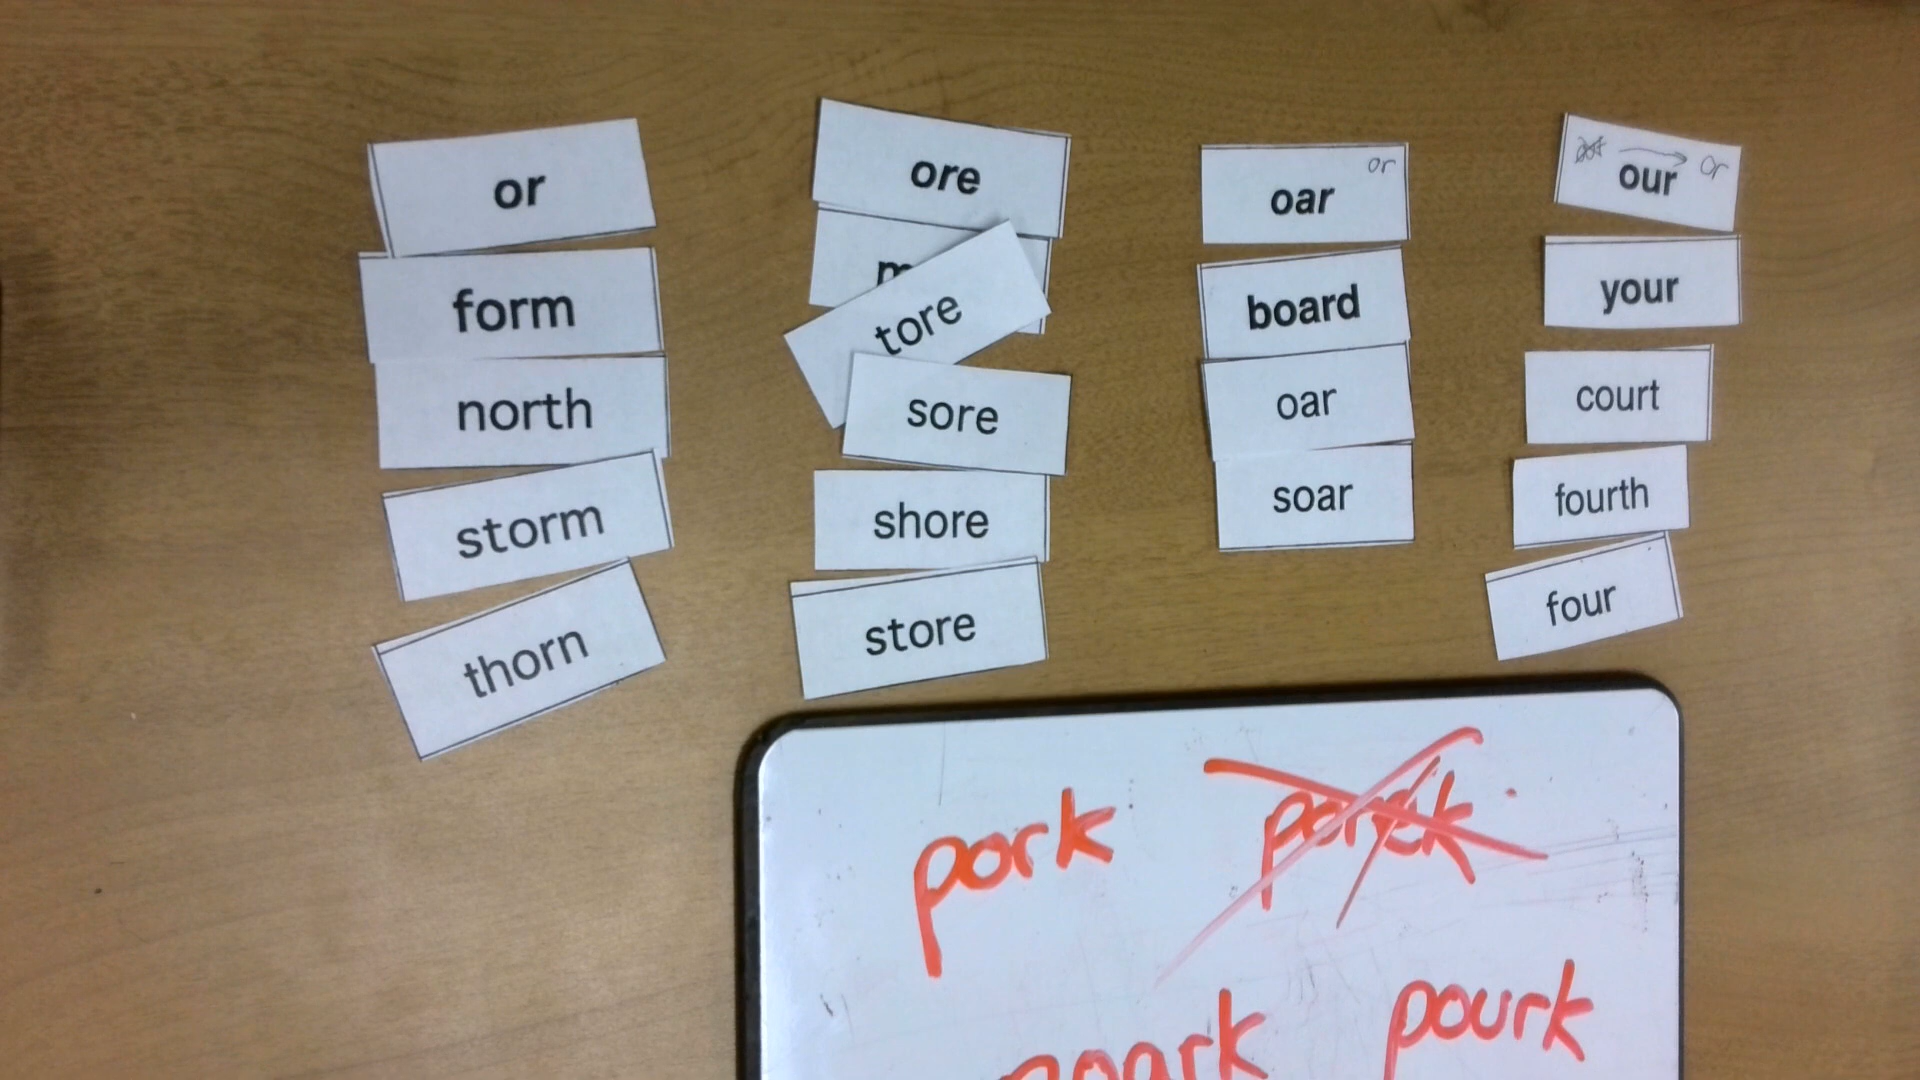 or
form
north
storm
thorn
ore
tore
sore
shore
store
or
oar
board
oar
soar
or
our
your
court
fourth
four
pork
poark
pourk